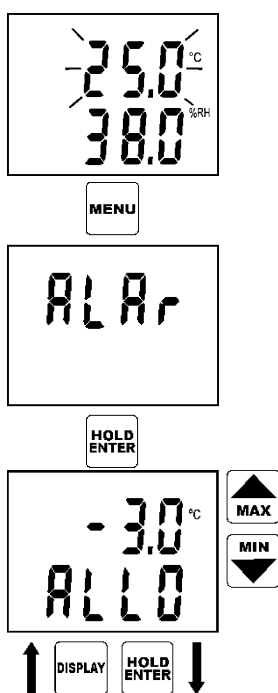 25.0 °C
38.0 %RH
MENU
ALAr
HOLD
ENTER
-3.0 °C
MAX
ALLO
MIN
DISPLAY
HOLD
ENTER